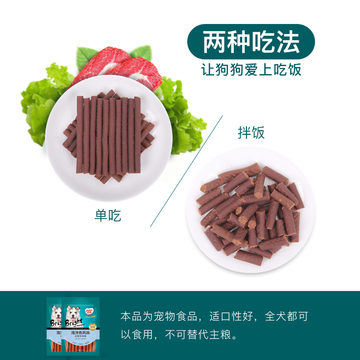 两种吃法
让狗狗爱上吃饭
拌饭
单吃
本品为宠物食品，适口性好，全犬都可
以食用，不可替代主粮。